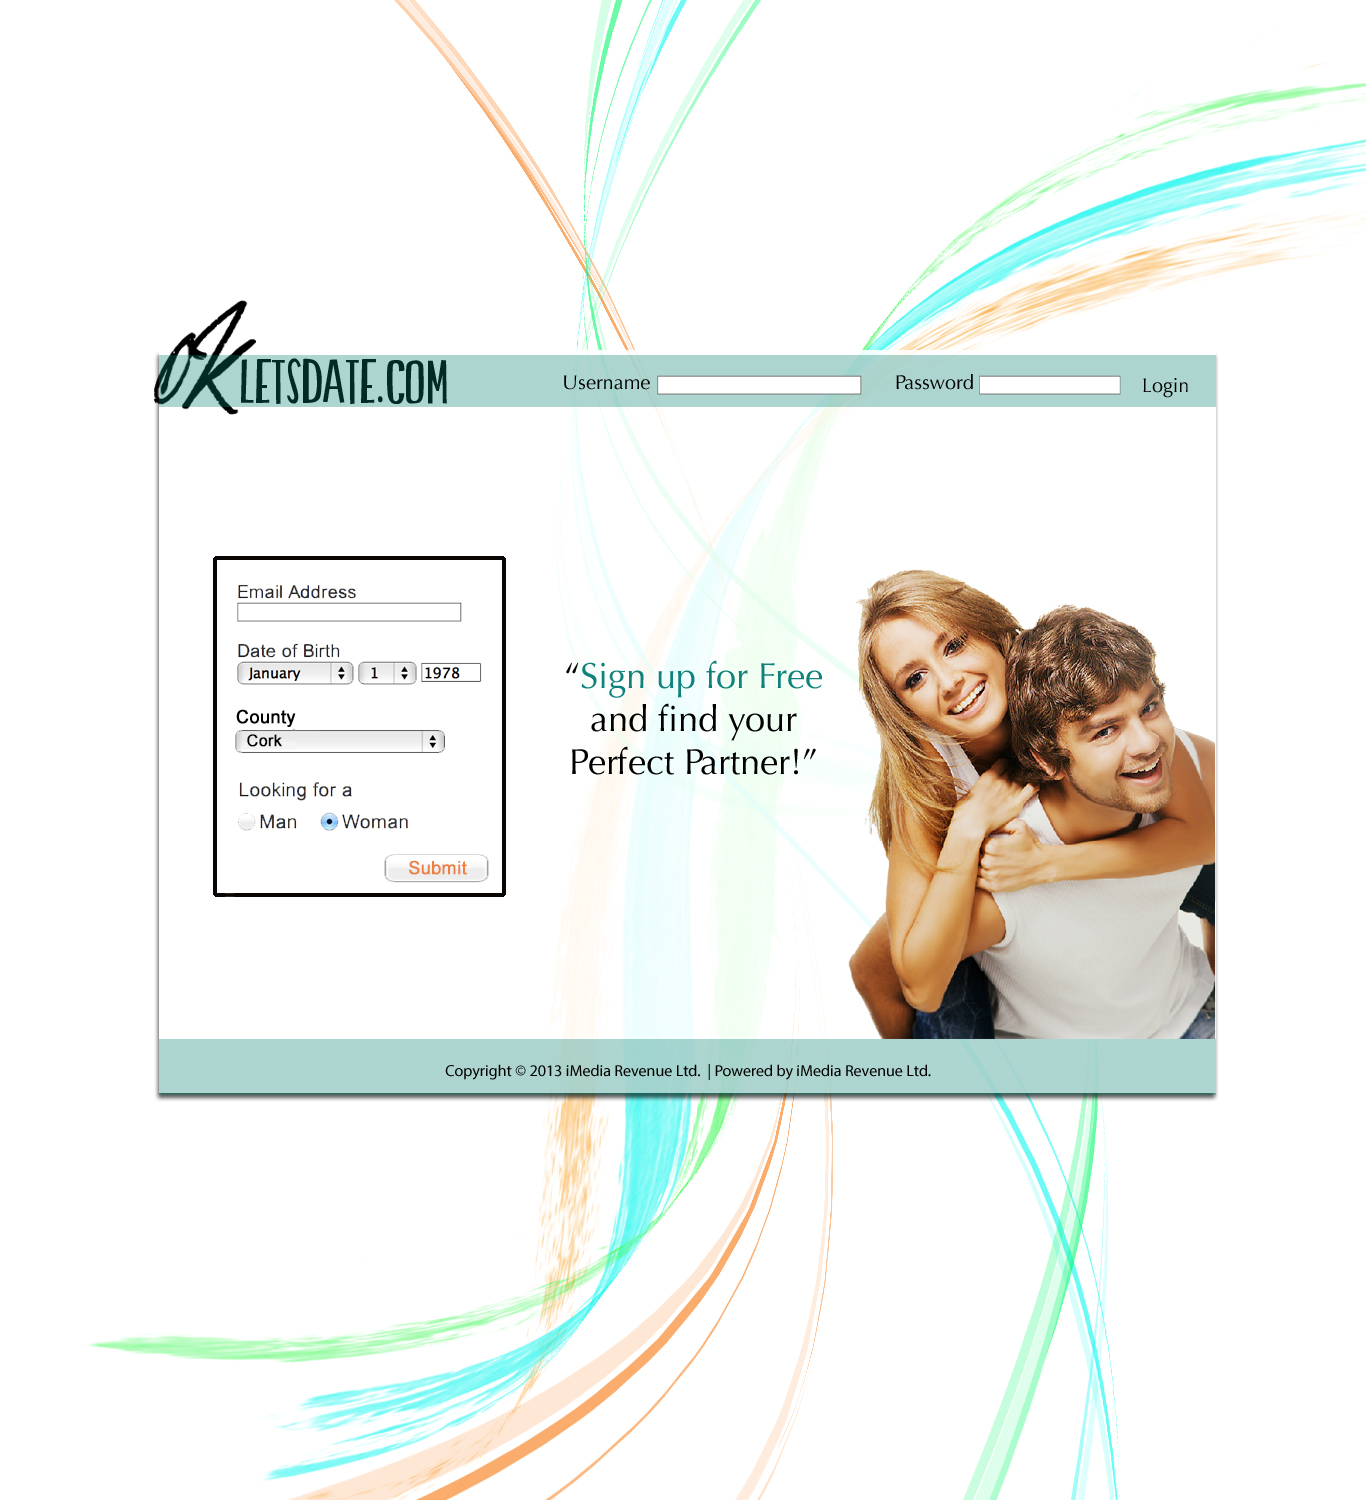 OKLETSDATE.COM
Username Password Login
Email Address
Date of Birth
January 1 1978
County
Cork
Looking for a
Man Woman
Submit
“Sign up for Free
and find your
Perfect Partner!”
Copyright © 2013 iMedia Revenue Ltd. | Powered by iMedia Revenue Ltd.